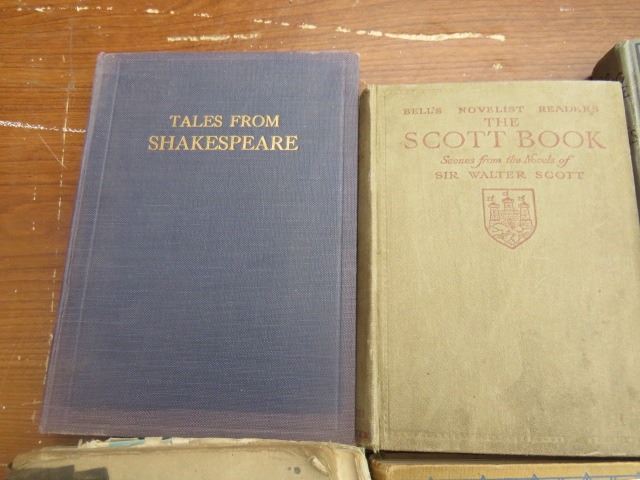 TALES FROM
SHAKESPEARE
BELL'S NOVELIST READERS
THE
SCOTT BOOK
Scenes from the Novels of
SIR WALTER SCOTT